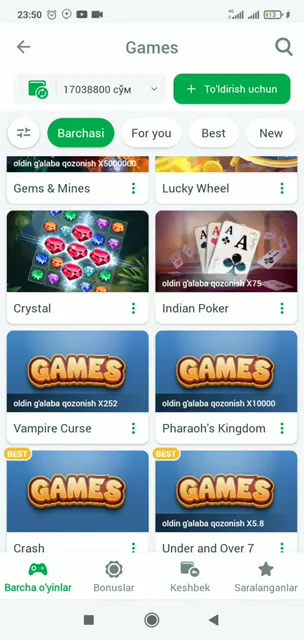 23:50
4G
13
Games
17038800 сўм
+ To'ldirish uchun
Barchasi
For you
Best
New
oldin g'alaba qozonish X5000000
Gems & Mines
Lucky Wheel
oldin g'alaba qozonish X75
Crystal
Indian Poker
GAMES
GAMES
oldin g'alaba qozonish X252
oldin g'alaba qozonish X10000
Vampire Curse
Pharaoh's Kingdom
BEST
BEST
GAMES
GAMES
oldin g'alaba qozonish X5.8
Crash
Under and Over 7
Barcha o'yinlar
Bonuslar
Keshbek
Saralanganlar